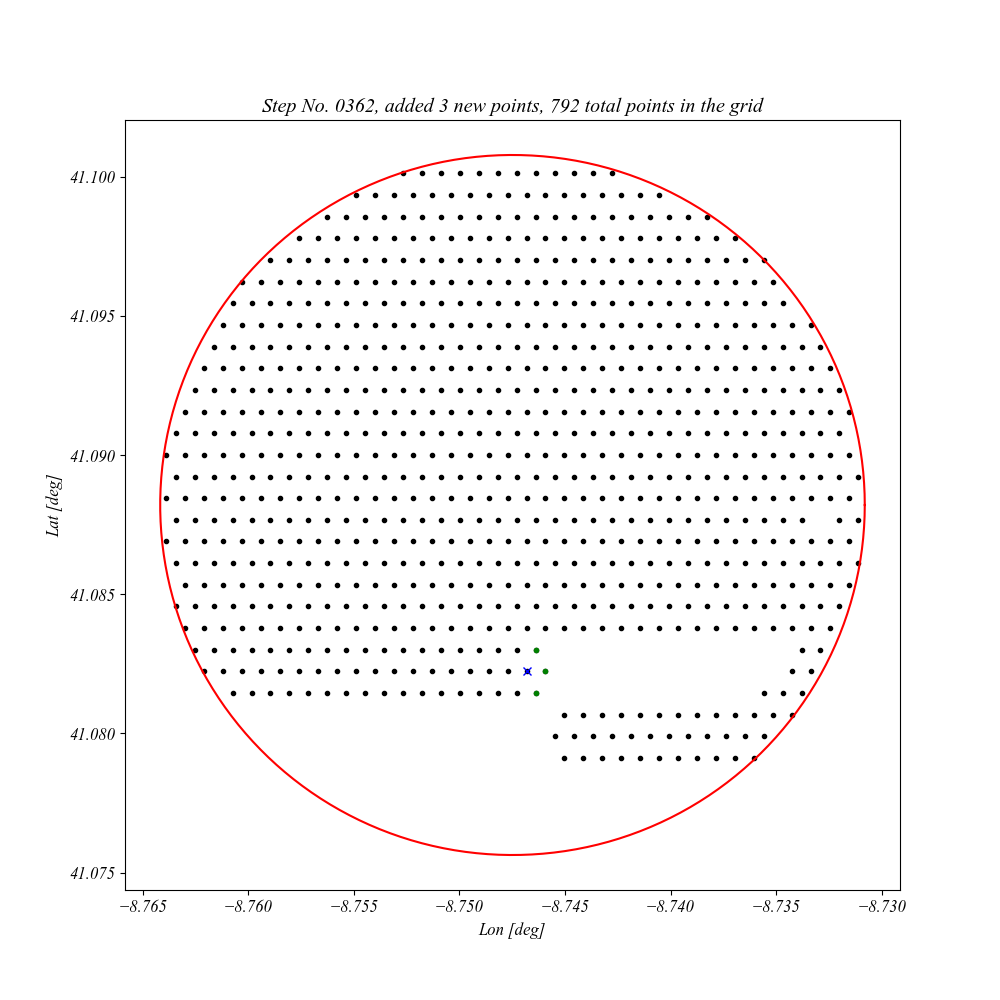 Step No. 0362, added 3 new points, 792 total points in the grid
41.100
41.095
41.090
41.085
41.080
41.075
Lat [deg]
−8.765 −8.760 −8.755 −8.750 −8.745 −8.740 −8.735 −8.730
Lon [deg]